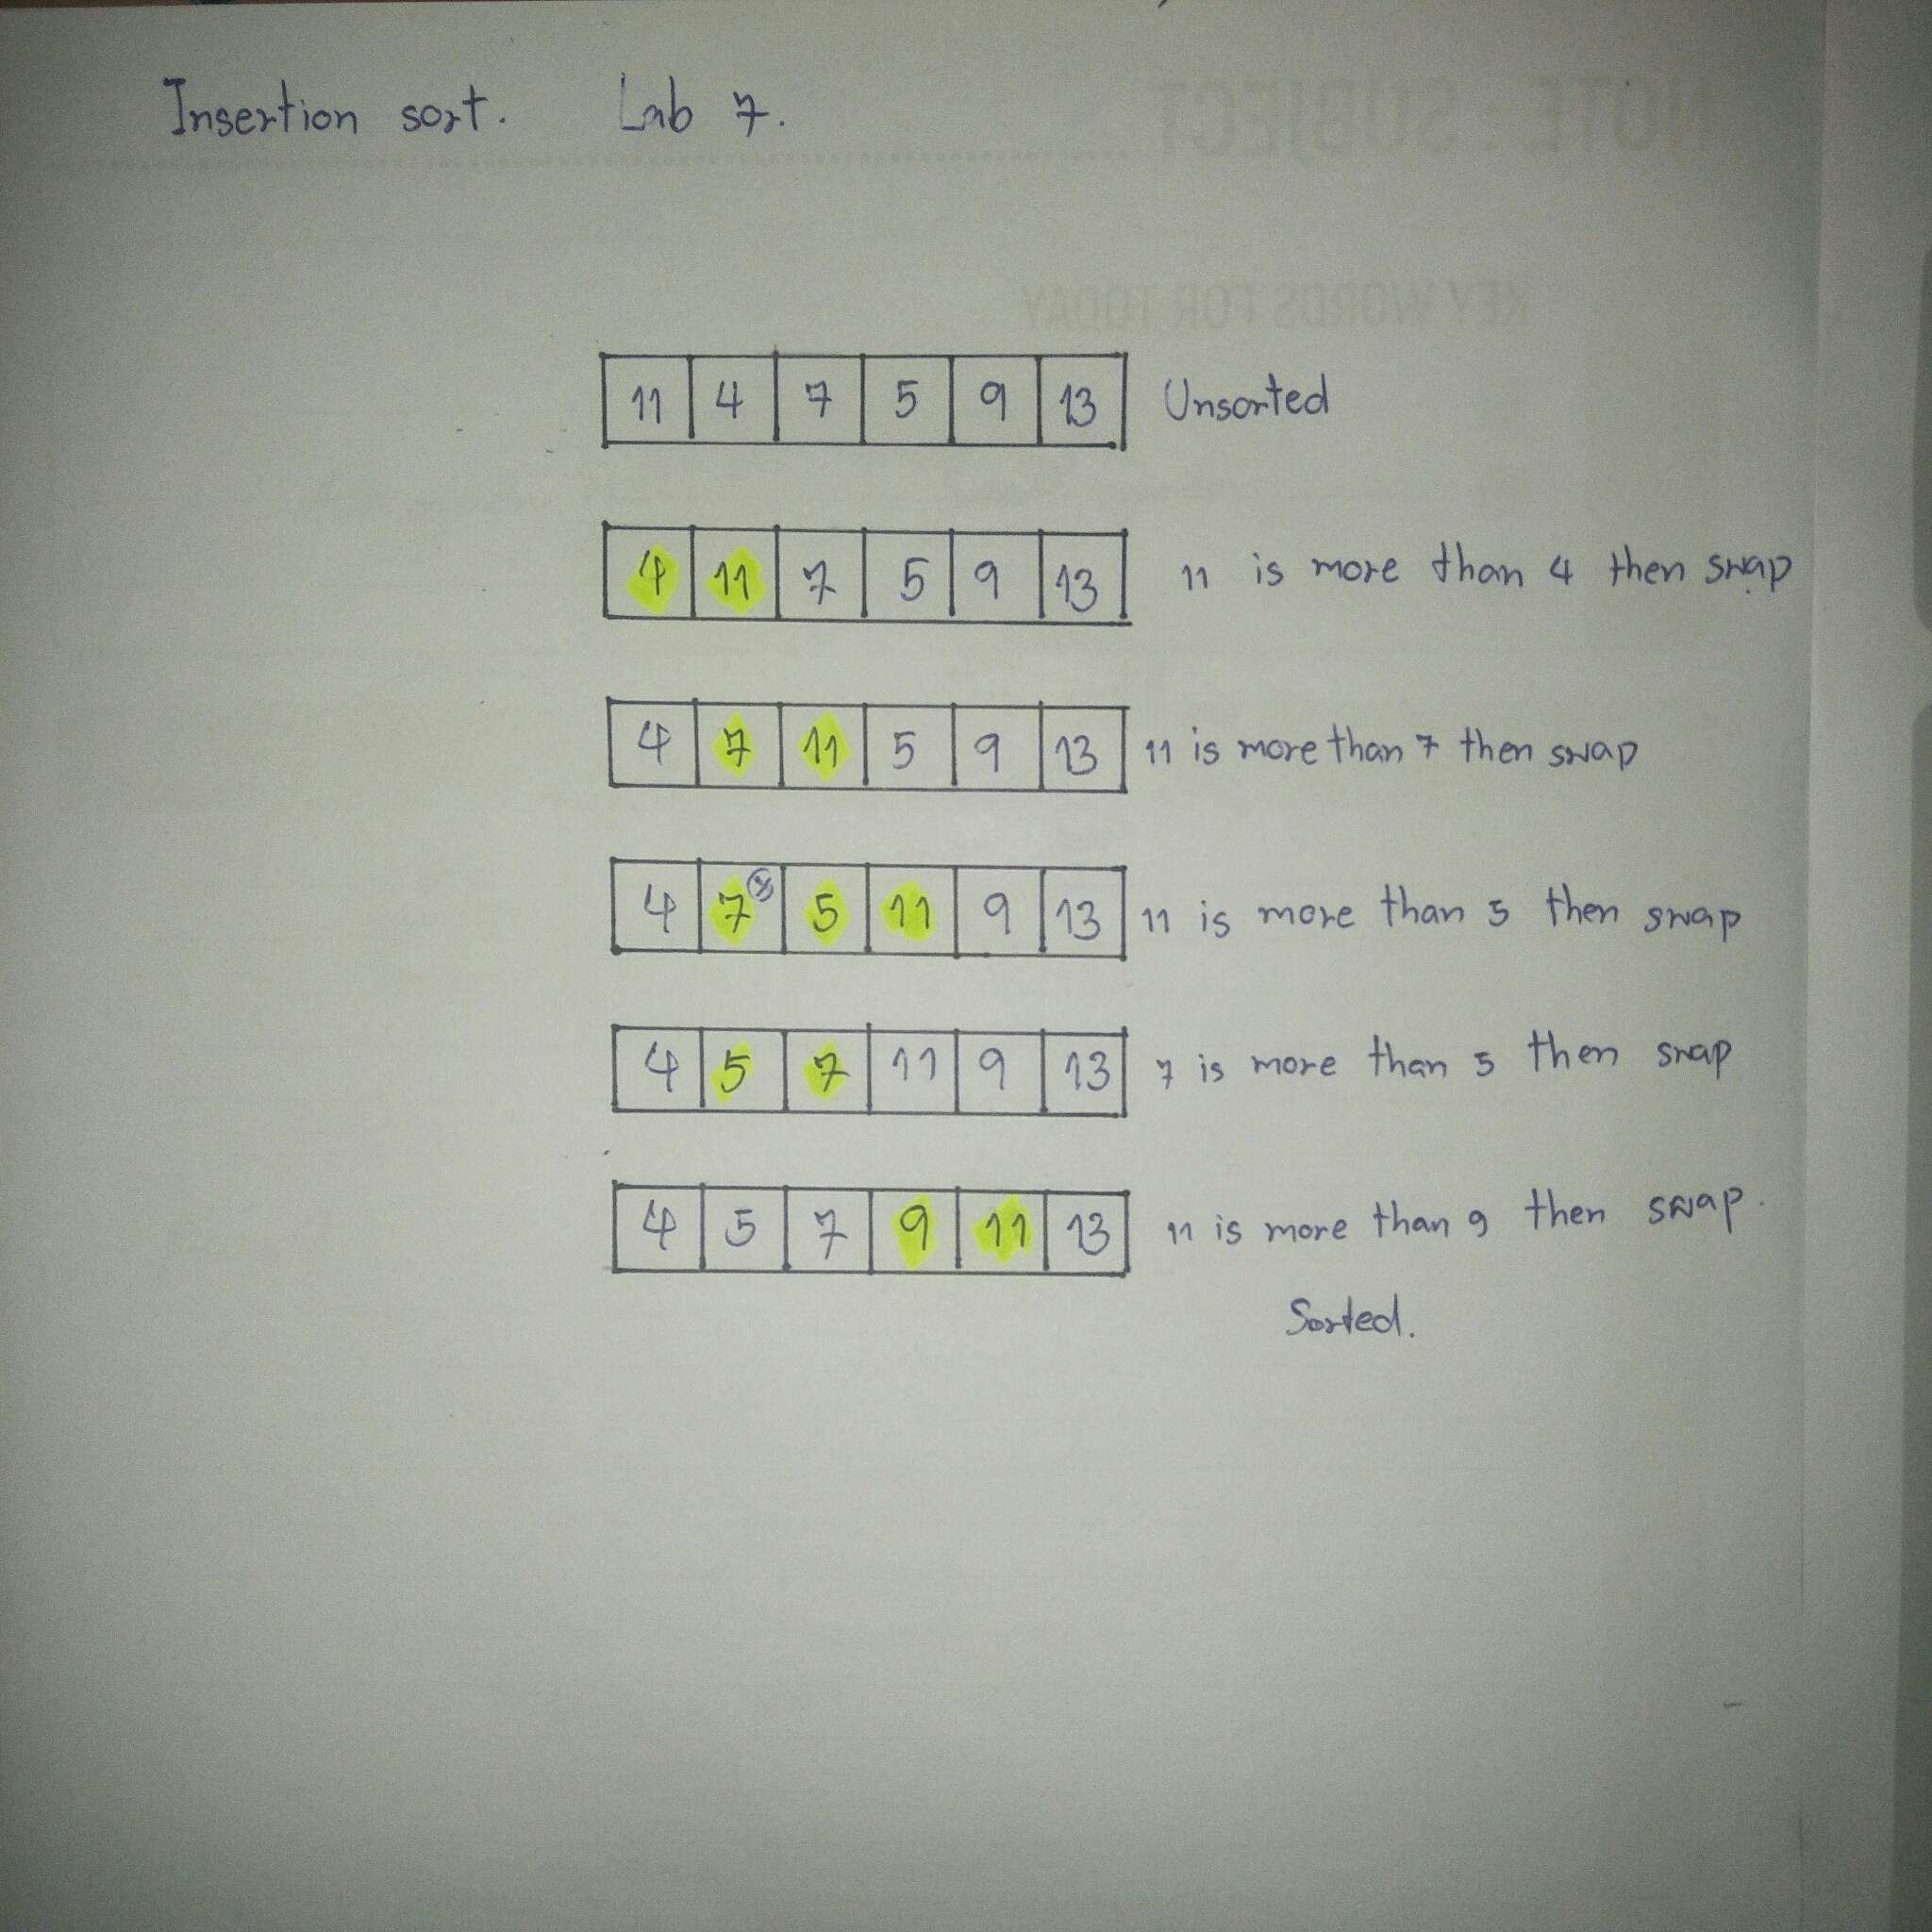 Insertion sort. Lab 7.
NOTE : SUBJECT
KEY WORDS FOR TODAY
11 4 7 5 9 13 Unsorted
4 11 7 5 9 13 11 is more than 4 then swap
4 7 11 5 9 13 11 is more than 7 then swap
4 7 5 11 9 13 11 is more than 5 then swap
4 5 7 11 9 13 7 is more than 5 then swap
4 5 7 9 11 13 11 is more than 9 then swap.
Sorted.